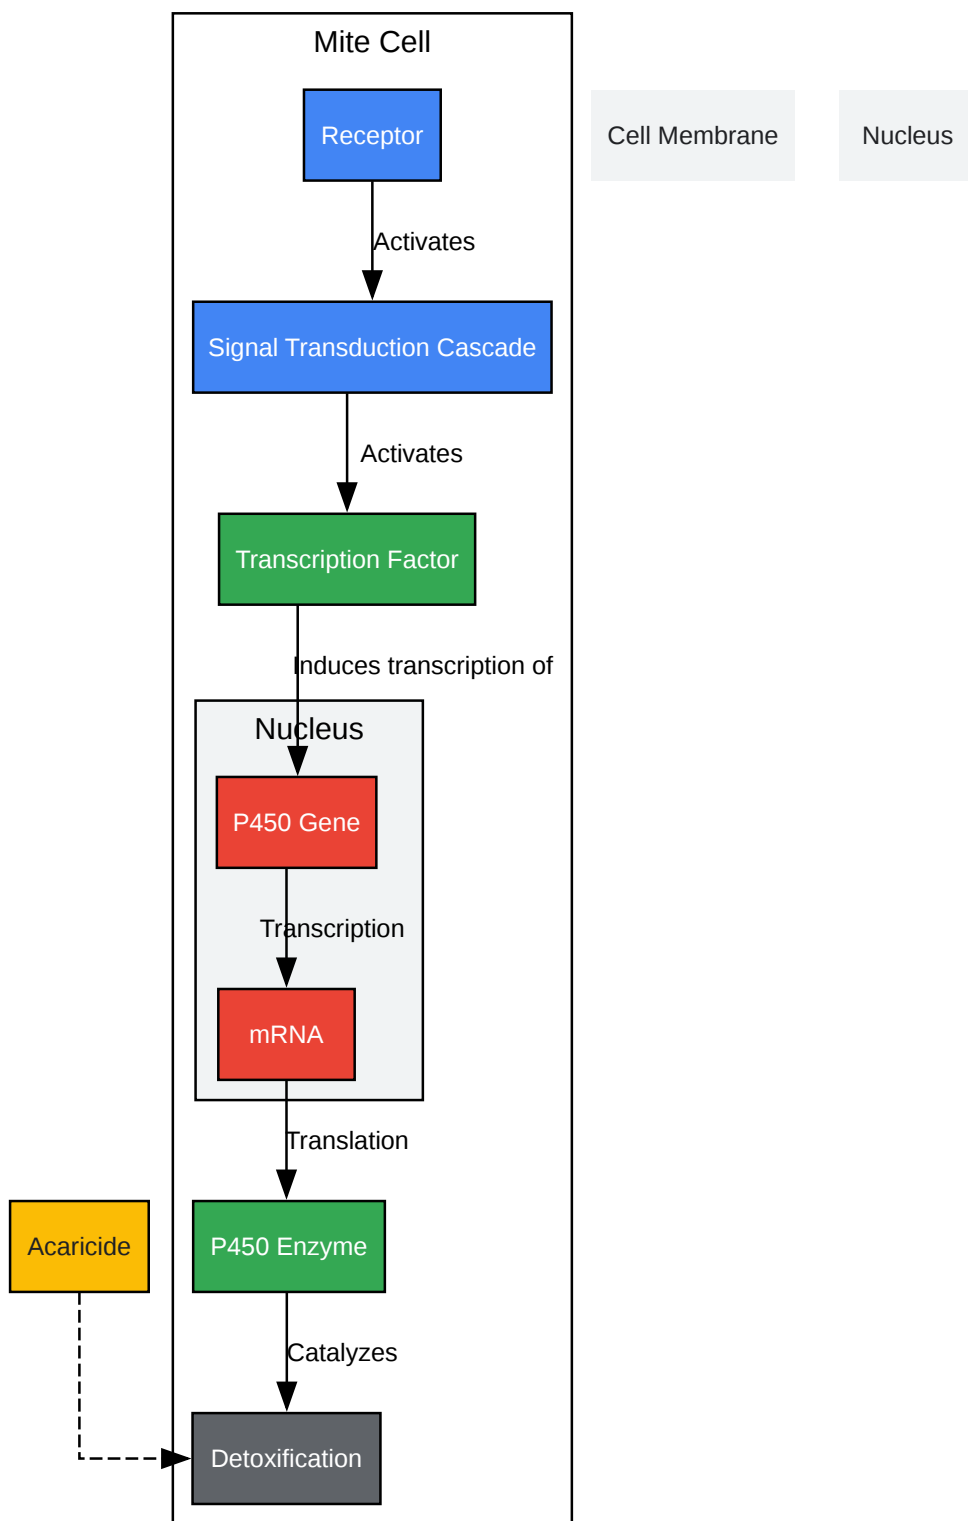 Mite Cell
Receptor
Cell Membrane
Nucleus
Activates
Signal Transduction Cascade
Activates
Transcription Factor
Induces transcription of
Nucleus
P450 Gene
Transcription
mRNA
Translation
Acaricide
P450 Enzyme
Catalyzes
Detoxification